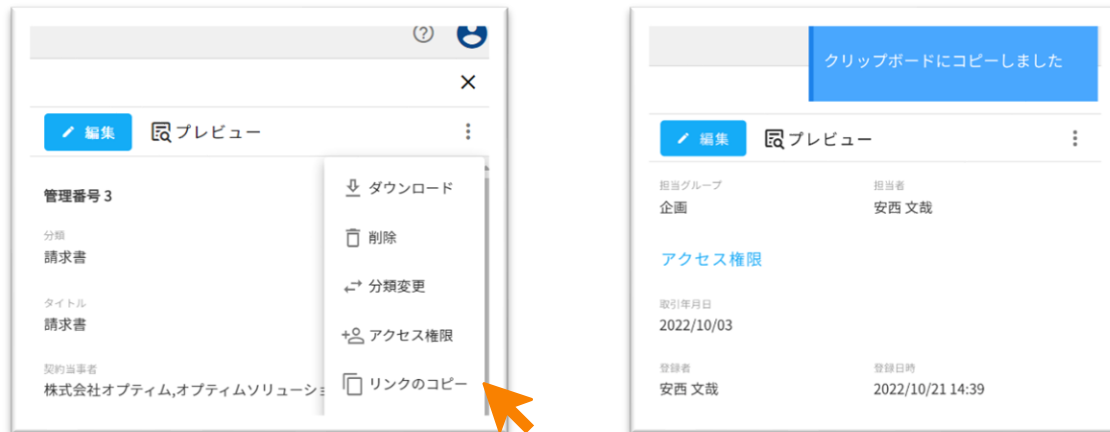 編集
プレビュー
管理番号 3
分類
請求書
タイトル
請求書
契約当事者
株式会社オプティム,オプティムソリューショ
ダウンロード
削除
分類変更
アクセス権限
リンクのコピー
クリップボードにコピーしました
編集
プレビュー
担当グループ 担当者
企画 安西 文哉
アクセス権限
取引年月日
2022/10/03
登録者 登録日時
安西 文哉 2022/10/21 14:39